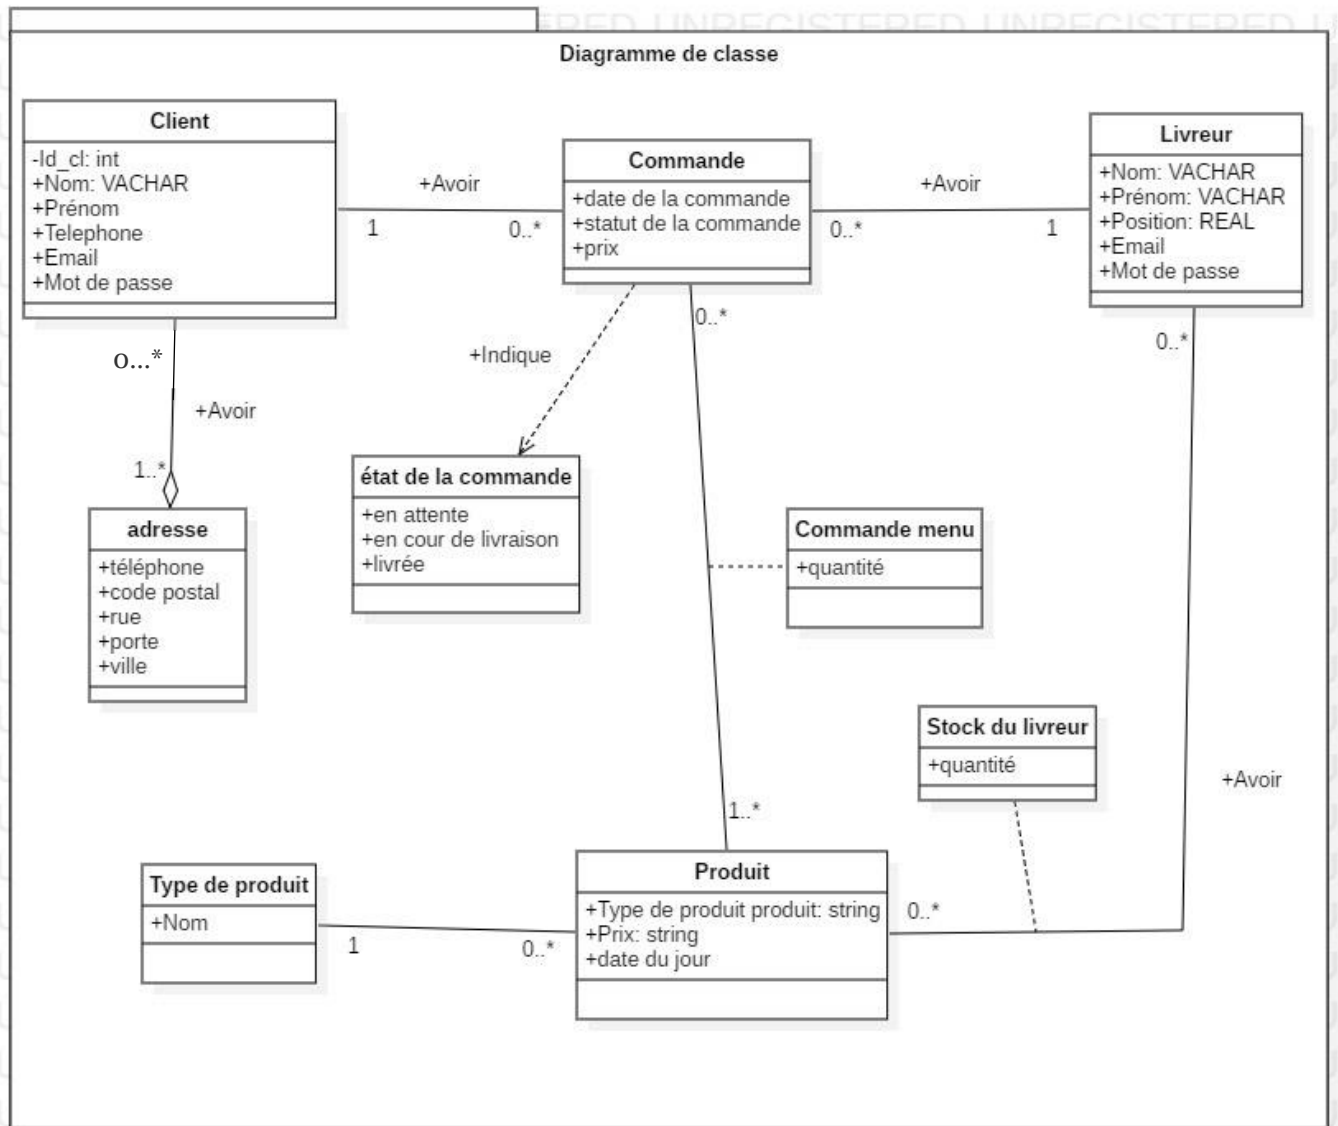 ERED UNREGISTERED UNREGISTERED U
Diagramme de classe
Client
-Id_cl: int
+Nom: VACHAR
+Prénom
+Telephone
+Email
+Mot de passe
+Avoir
1
0..*
Commande
+date de la commande
+statut de la commande
+prix
+Avoir
0..*
1
Livreur
+Nom: VACHAR
+Prénom: VACHAR
+Position: REAL
+Email
+Mot de passe
0...*
+Avoir
1..*
adresse
+téléphone
+code postal
+rue
+porte
+ville
+Indique
0..*
0..*
état de la commande
+en attente
+en cour de livraison
+livrée
Commande menu
+quantité
Stock du livreur
+quantité
+Avoir
1..*
Type de produit
+Nom
1
0..*
Produit
+Type de produit produit: string
+Prix: string
+date du jour
0..*